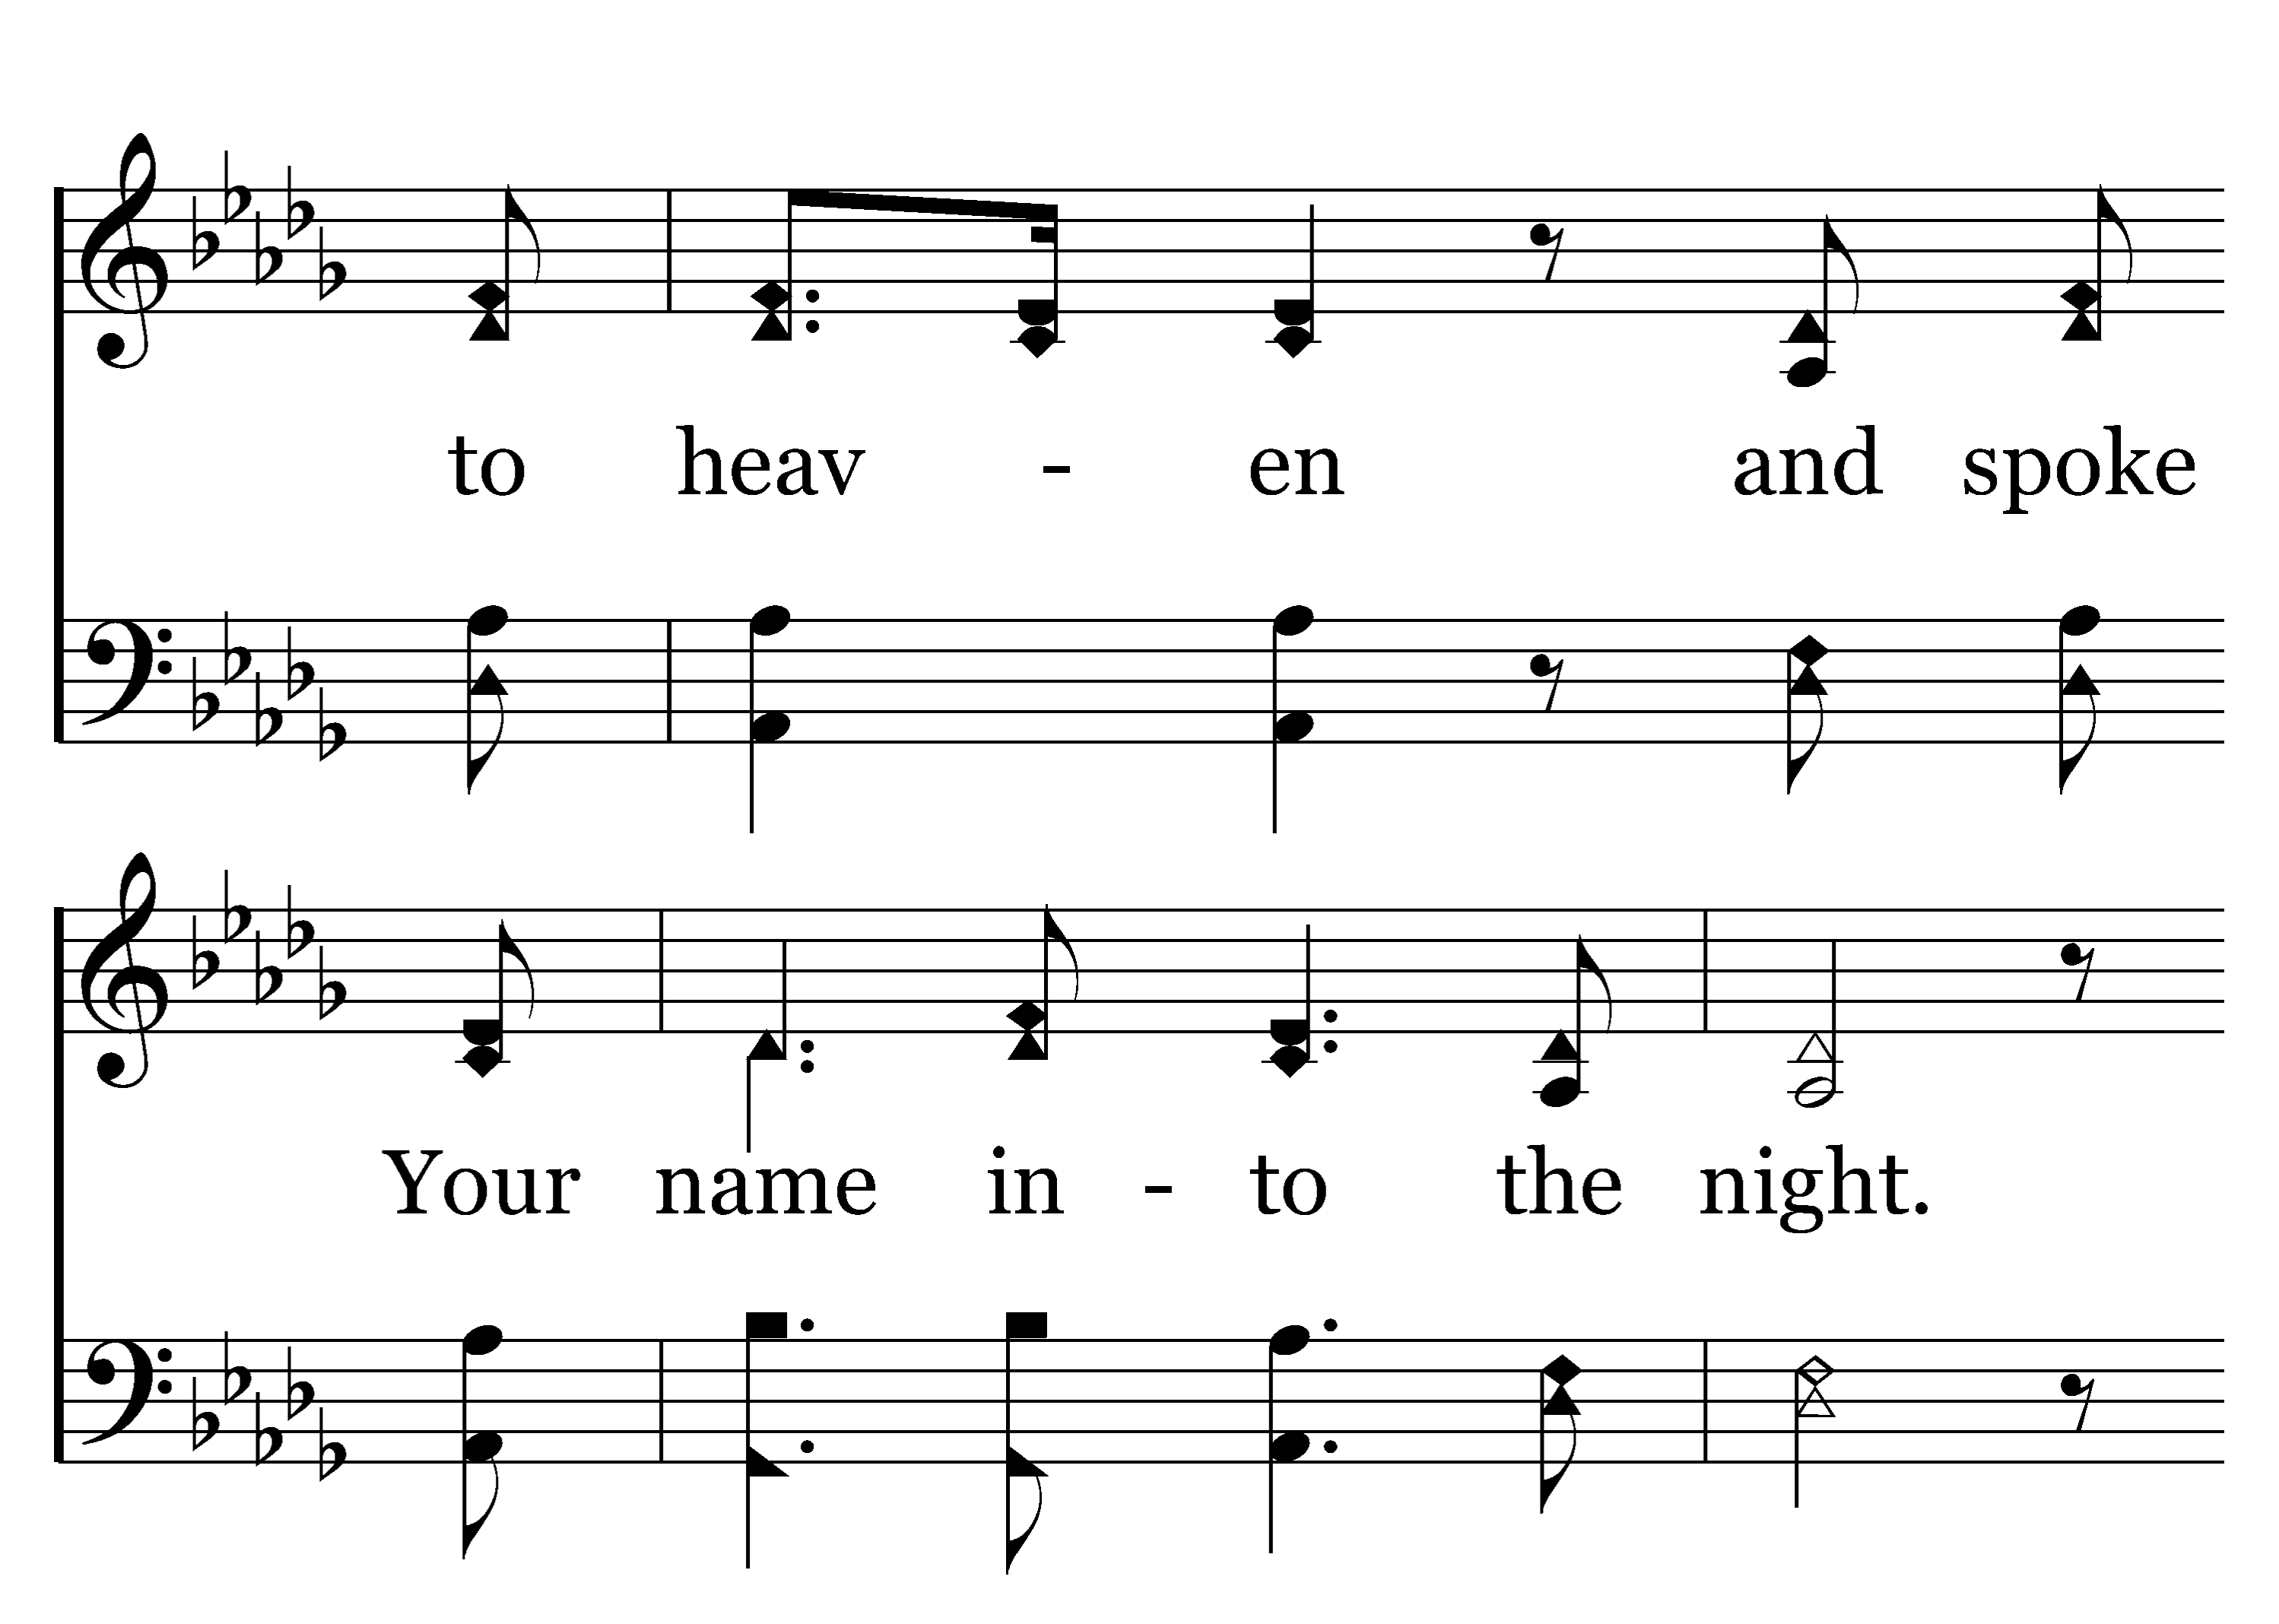 to heav - en and spoke
Your name in - to the night.